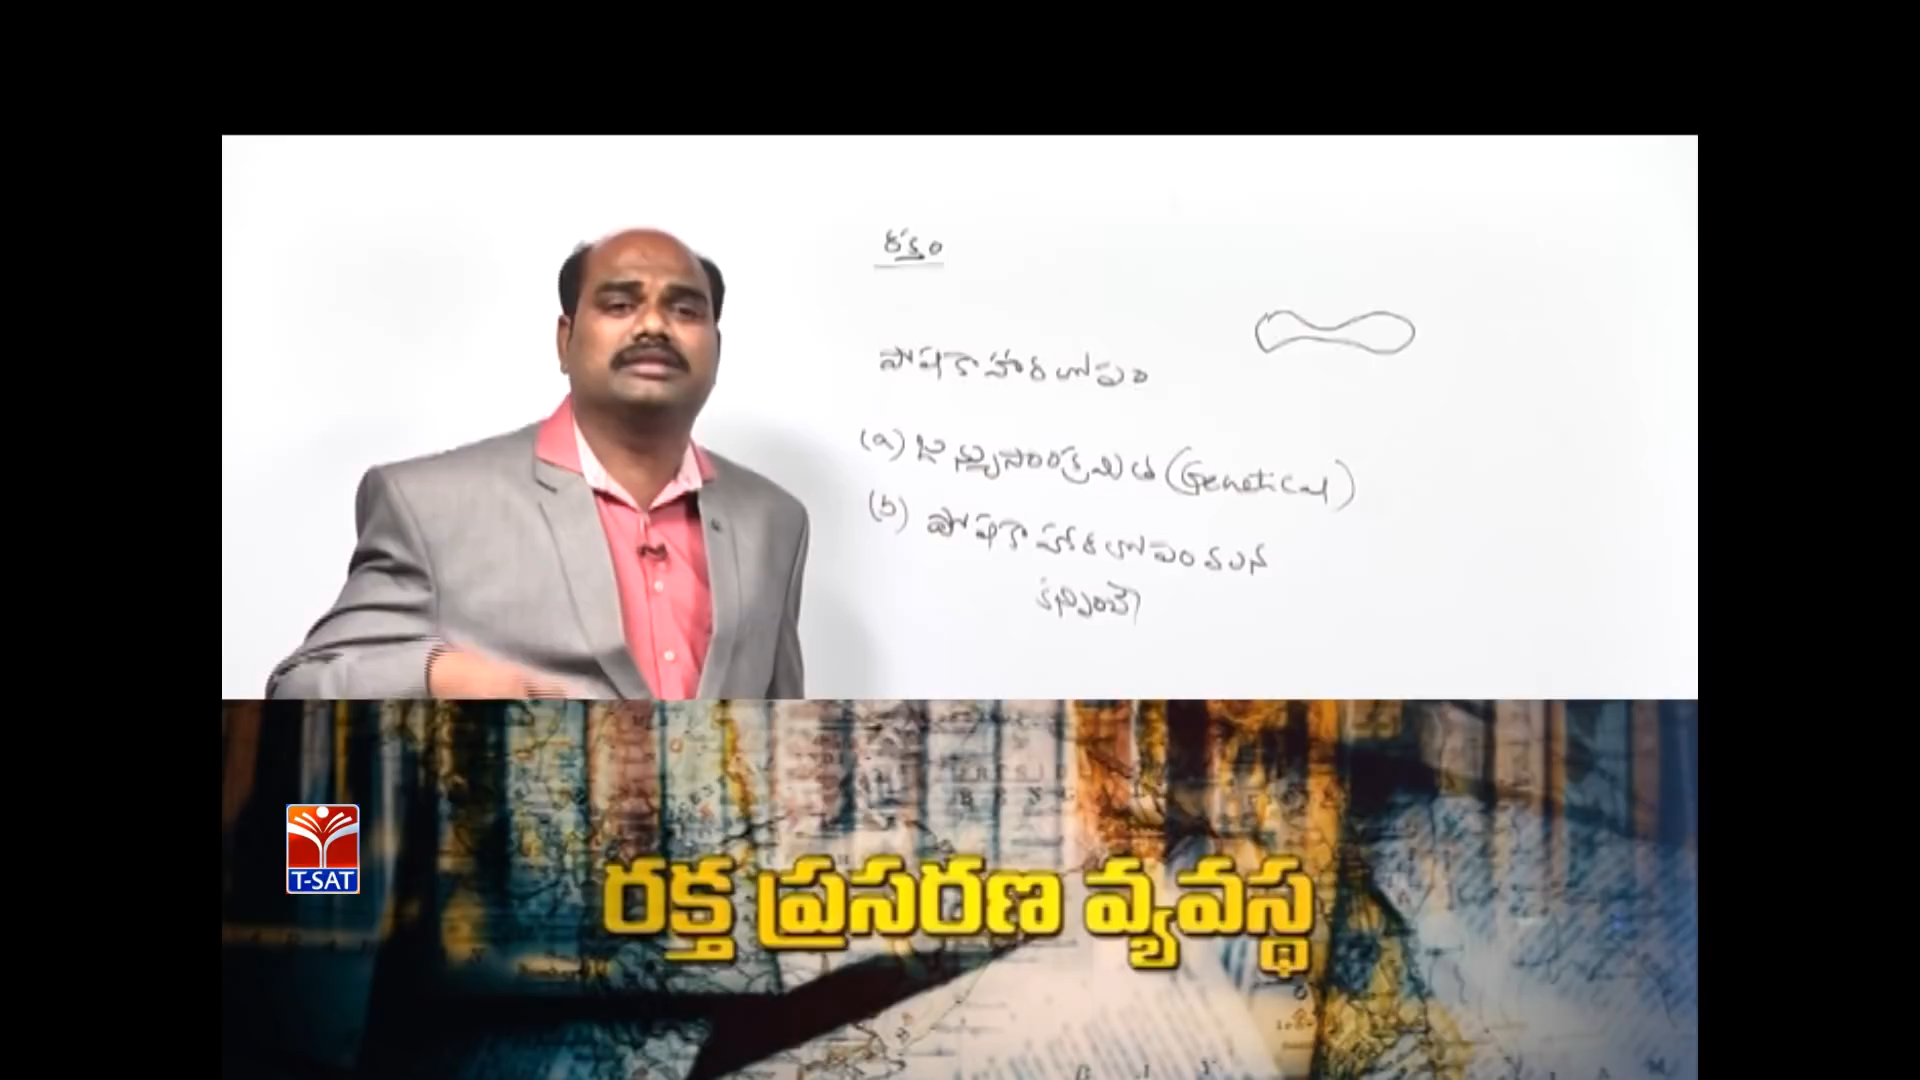 రక్తం
పోషకాహార లోపం
(a) జన్యుసంక్రమిత (Genetical)
(b) పోషకాహార లోపం వలన
కల్గించే
T-SAT
రక్త ప్రసరణ వ్యవస్థ